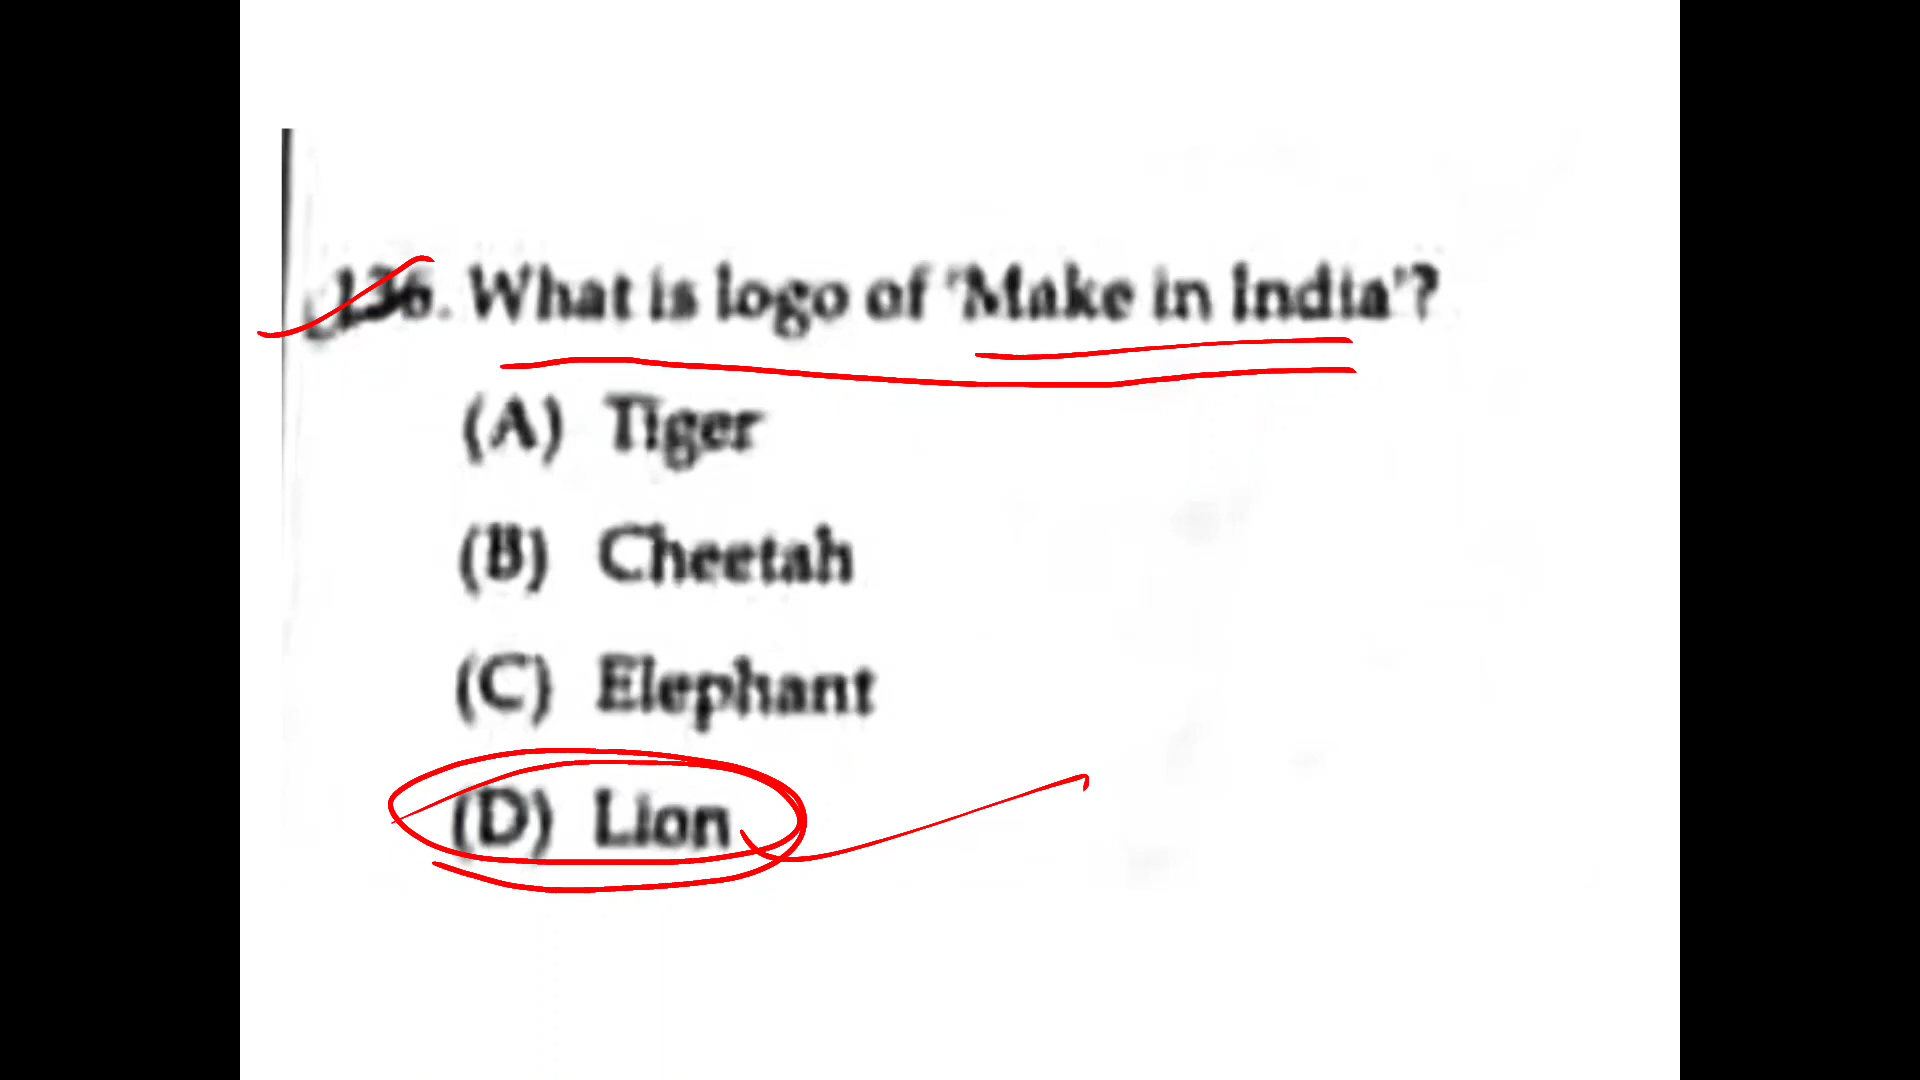 136. What is logo of 'Make in India'?
(A) Tiger
(B) Cheetah
(C) Elephant
(D) Lion